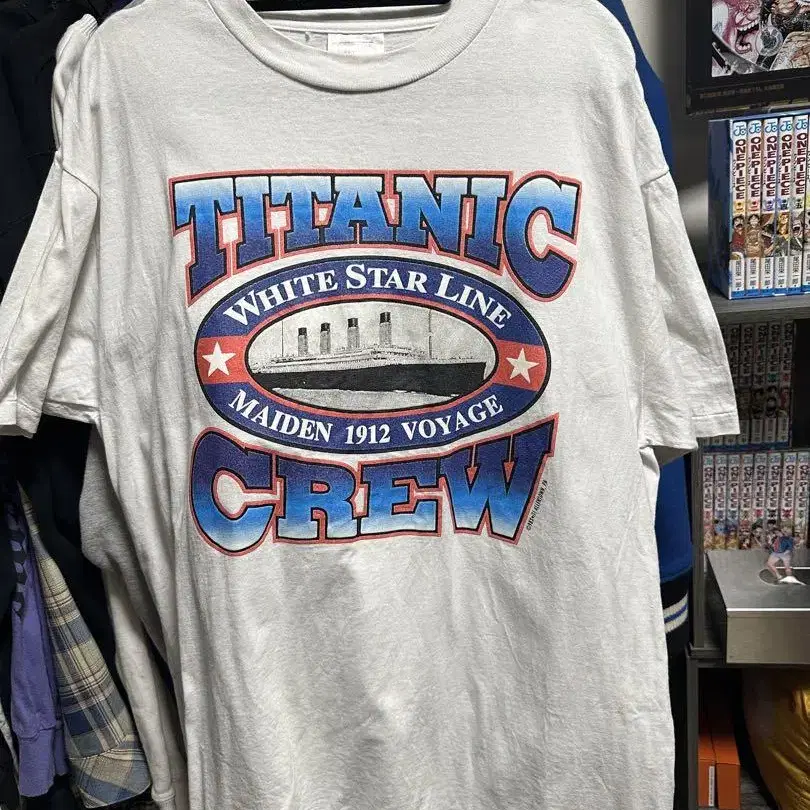 TITANIC
WHITE STAR LINE
MAIDEN 1912 VOYAGE
CREW
ONE PIECE
ONE PIECE
ONE PIECE
ONE PIECE
ONE PIECE